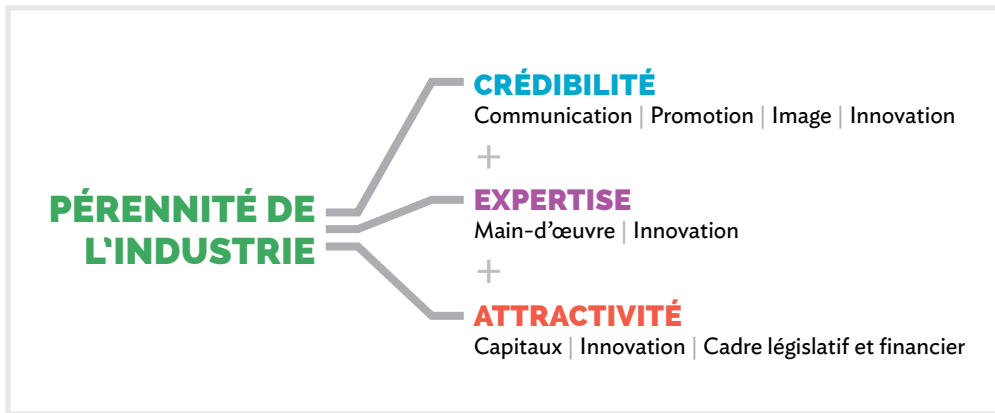 CRÉDIBILITÉ
Communication | Promotion | Image | Innovation
+
PÉRENNITÉ DE
L'INDUSTRIE
EXPERTISE
Main-d'œuvre | Innovation
+
ATTRACTIVITÉ
Capitaux | Innovation | Cadre législatif et financier